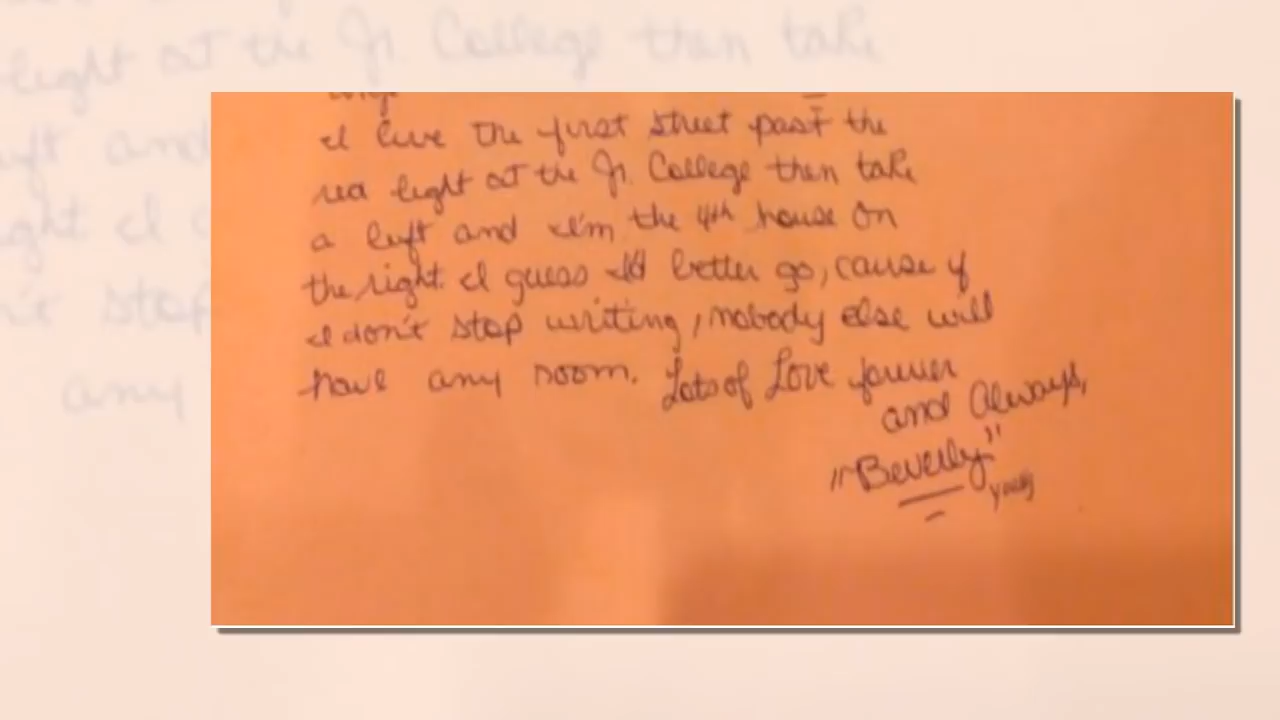 I live the first street past the
red light at the Jr. College then take
a left and I'm the 4th house on
the right. I guess I'd better go, cause if
I don't stop writing, nobody else will
have any room. Lots of Love forever
and Always,
"Beverly"